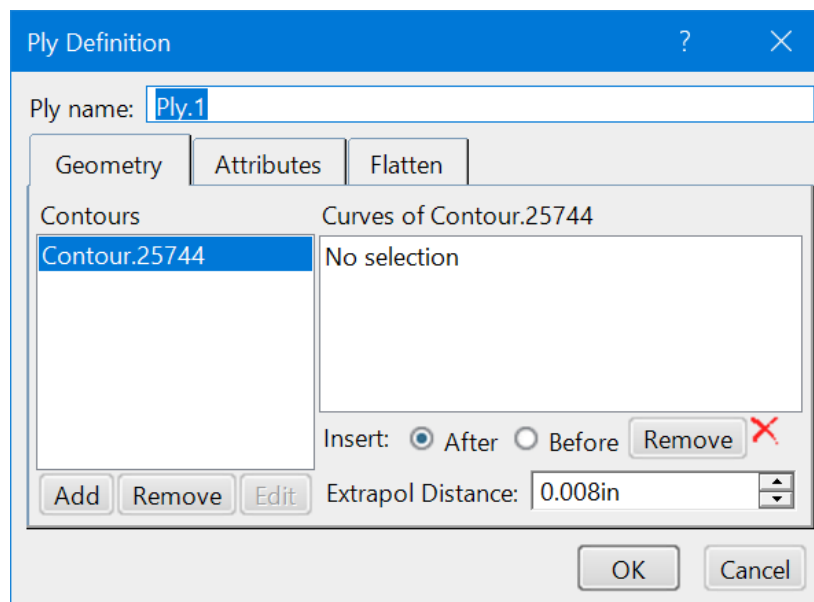 Ply Definition ?
Ply name: Ply.1
Geometry Attributes Flatten
Contours Curves of Contour.25744
Contour.25744 No selection
Insert: After Before Remove
Add Remove Edit Extrapol Distance: 0.008in
OK Cancel